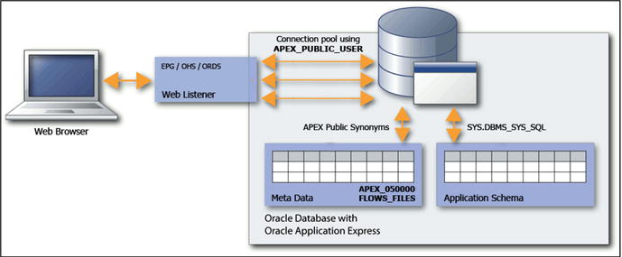 Connection pool using
APEX_PUBLIC_USER
EPG / OHS / ORDS
Web Listener
Web Browser
APEX Public Synonyms
SYS.DBMS_SYS_SQL
APEX_050000
Meta Data
FLOWS_FILES
Application Schema
Oracle Database with
Oracle Application Express